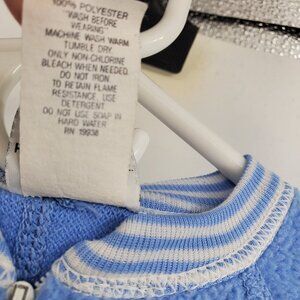 100% POLYESTER
"WASH BEFORE
WEARING"
MACHINE WASH WARM
TUMBLE DRY
ONLY NON-CHLORINE
BLEACH WHEN NEEDED.
DO NOT IRON.
TO RETAIN FLAME
RESISTANCE, USE
DETERGENT
DO NOT USE SOAP IN
HARD WATER
RN 19938